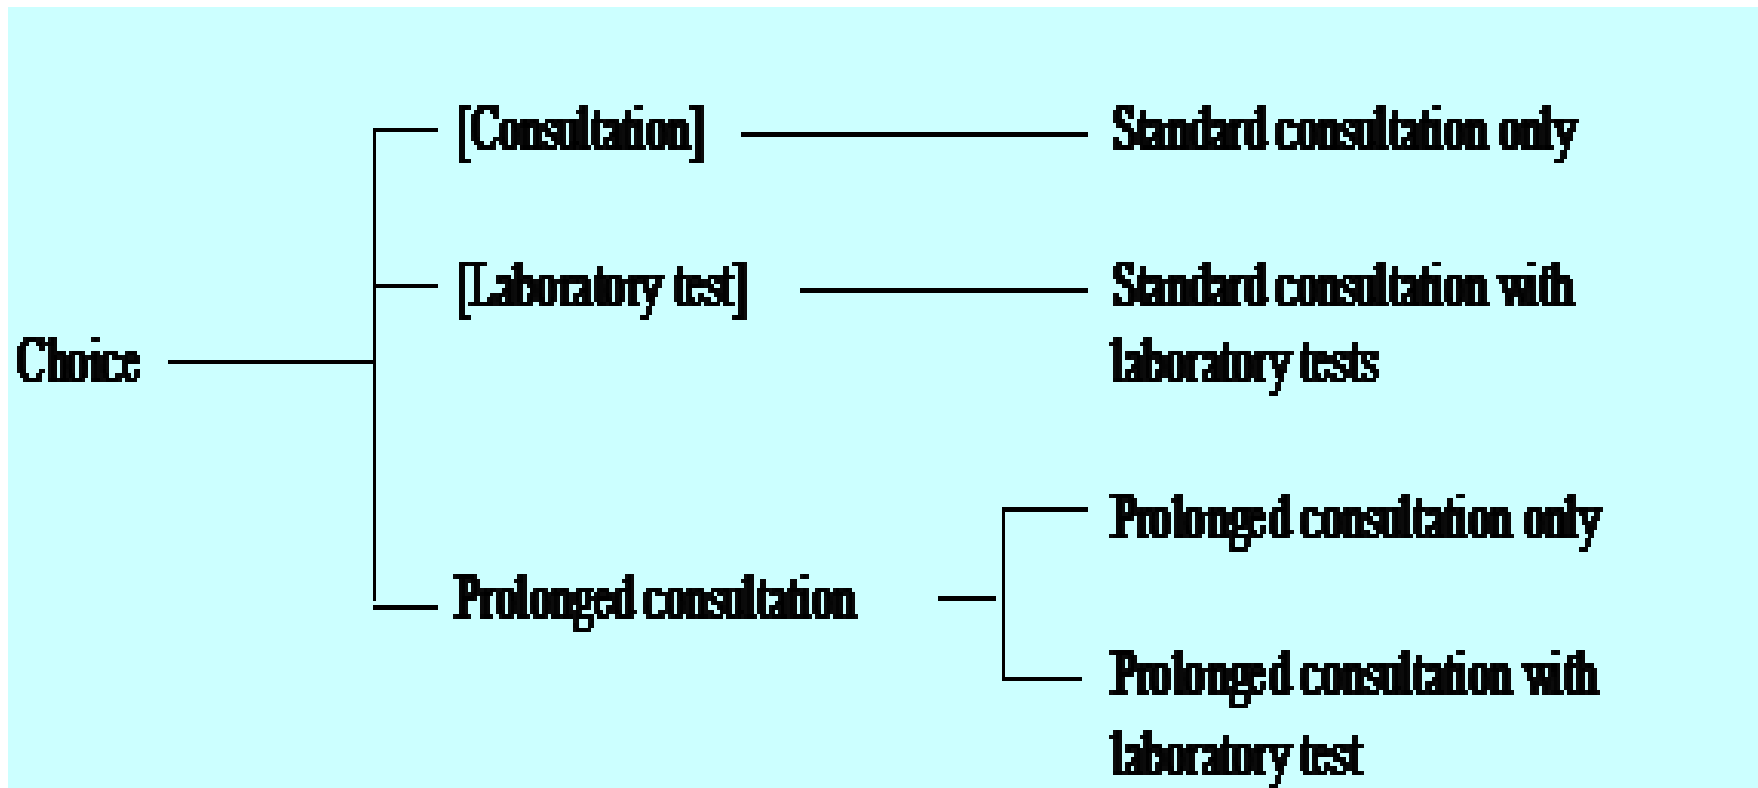 [Consultation]
Standard consultation only
[Laboratory test]
Standard consultation with
laboratory tests
Choice
Prolonged consultation only
Prolonged consultation
Prolonged consultation with
laboratory test